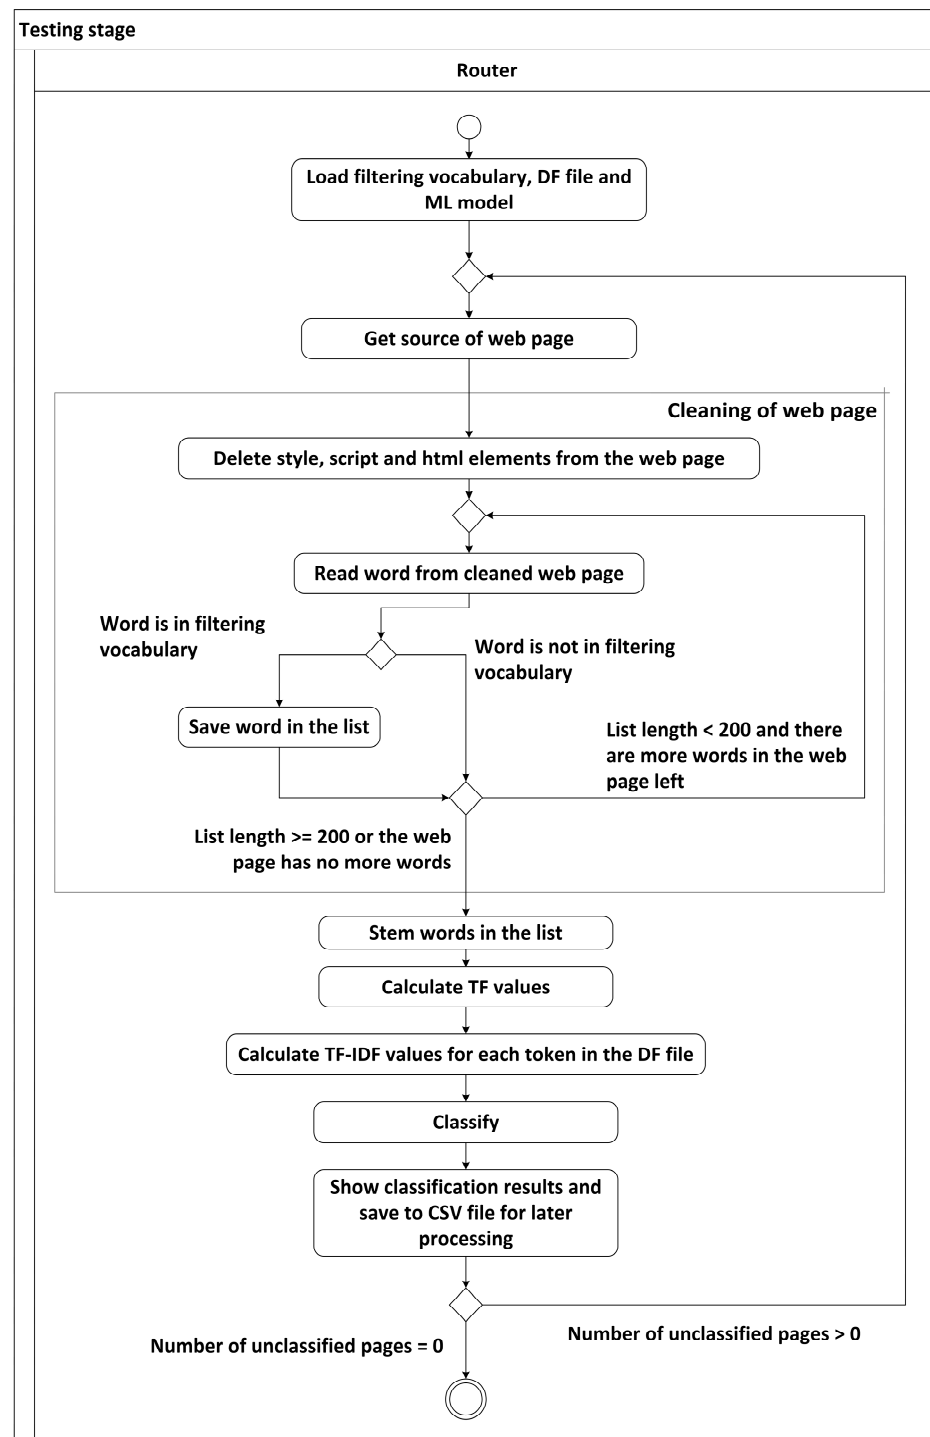 Testing stage
Router
Load filtering vocabulary, DF file and
ML model
Get source of web page
Cleaning of web page
Delete style, script and html elements from the web page
Read word from cleaned web page
Word is in filtering
vocabulary
Word is not in filtering
vocabulary
Save word in the list
List length < 200 and there
are more words in the web
page left
List length >= 200 or the web
page has no more words
Stem words in the list
Calculate TF values
Calculate TF-IDF values for each token in the DF file
Classify
Show classification results and
save to CSV file for later
processing
Number of unclassified pages > 0
Number of unclassified pages = 0